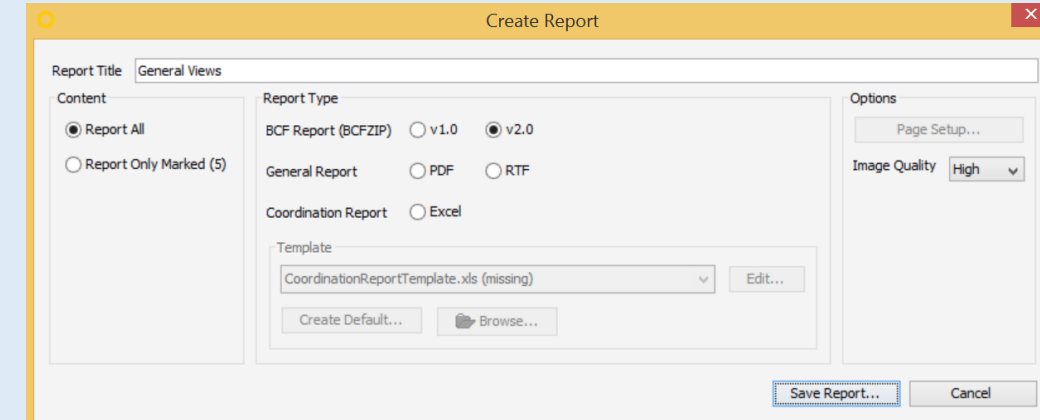 Create Report
Report Title General Views
Content
Report All
Report Only Marked (5)
Report Type
BCF Report (BCFZIP) v1.0 v2.0
General Report PDF RTF
Coordination Report Excel
Template
CoordinationReportTemplate.xls (missing) Edit...
Create Default... Browse...
Options
Page Setup...
Image Quality High
Save Report... Cancel